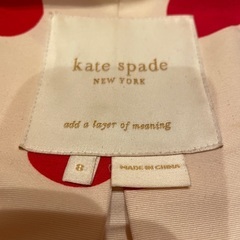 kate spade
NEW YORK
add a layer of meaning
8
MADE IN CHINA